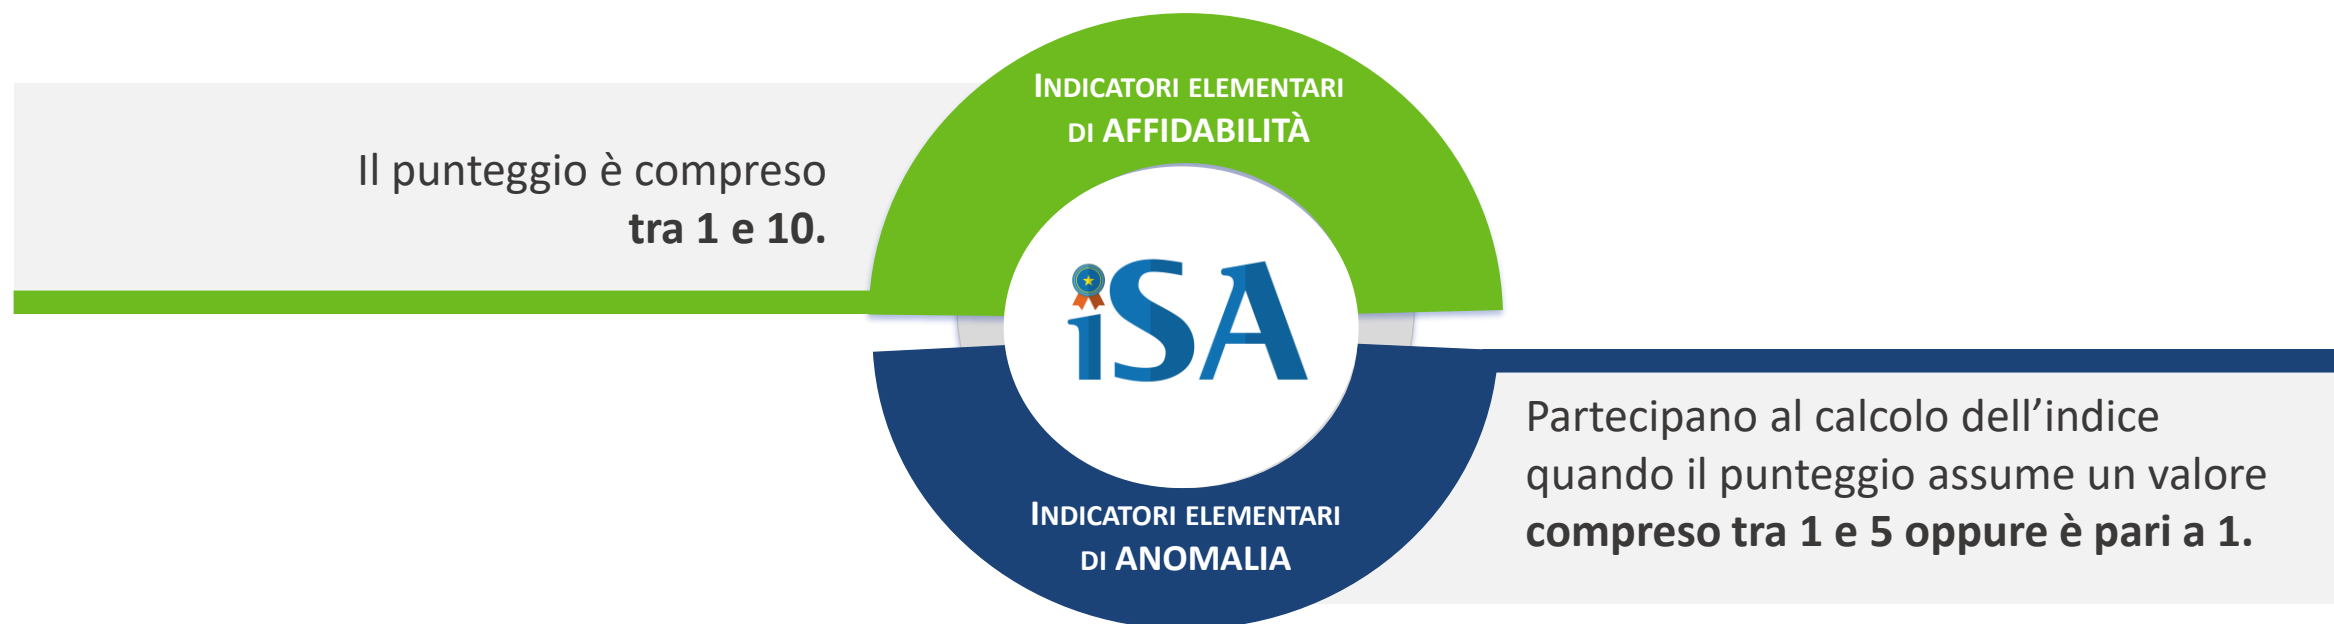 INDICATORI ELEMENTARI
DI AFFIDABILITÀ
Il punteggio è compreso
tra 1 e 10.
iSA
Partecipano al calcolo dell’indice
quando il punteggio assume un valore
compreso tra 1 e 5 oppure è pari a 1.
INDICATORI ELEMENTARI
DI ANOMALIA